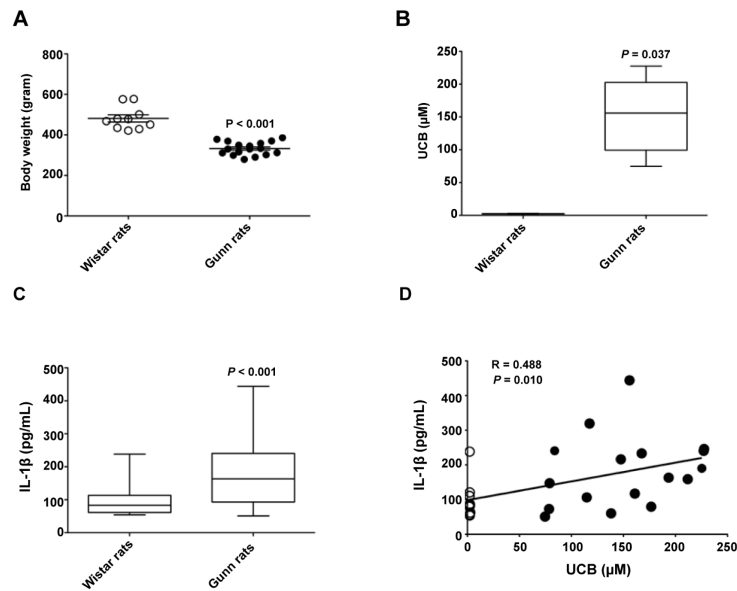 A
Body weight (gram)
800
600
400
200
0
P < 0.001
Wistar rats
Gunn rats
B
UCB (µM)
250
200
150
100
50
0
P = 0.037
Wistar rats
Gunn rats
C
IL-1β (pg/mL)
500
400
300
200
100
0
P < 0.001
Wistar rats
Gunn rats
D
IL-1β (pg/mL)
500
400
300
200
100
0
R = 0.488
P = 0.010
0 50 100 150 200 250
UCB (µM)